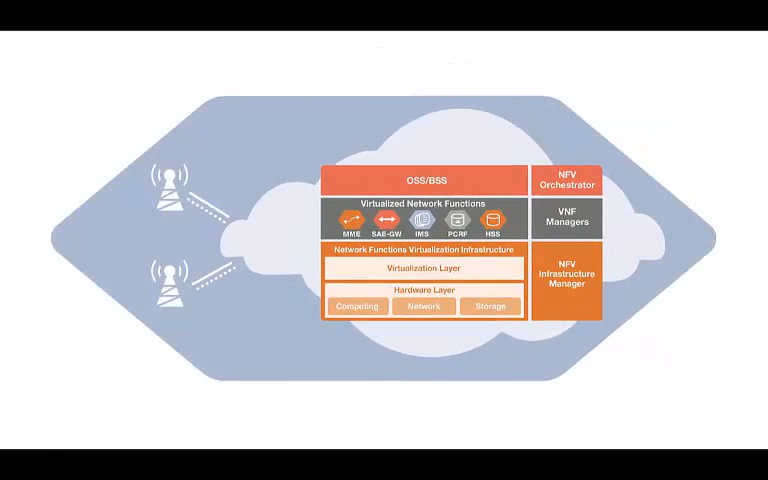 OSS/BSS
NFV
Orchestrator
Virtualized Network Functions
MME SAE-GW IMS PCRF HSS
VNF
Managers
Network Functions Virtualization Infrastructure
Virtualization Layer
Hardware Layer
Computing Network Storage
NFV
Infrastructure
Manager